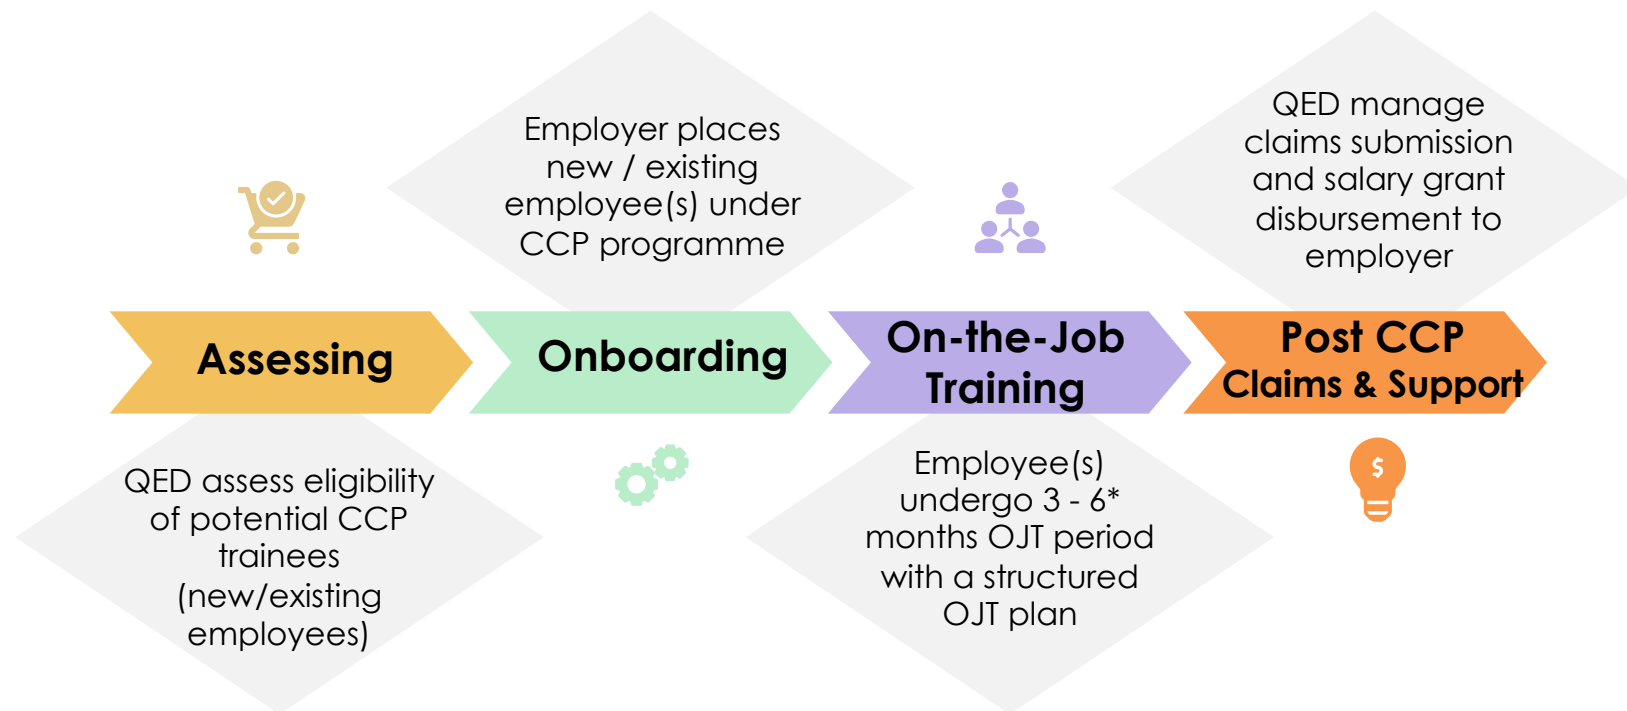 Employer places
new / existing
employee(s) under
CCP programme
QED manage
claims submission
and salary grant
disbursement to
employer
Assessing
Onboarding
On-the-Job
Training
Post CCP
Claims & Support
QED assess eligibility
of potential CCP
trainees
(new/existing
employees)
Employee(s)
undergo 3 - 6*
months OJT period
with a structured
OJT plan
$